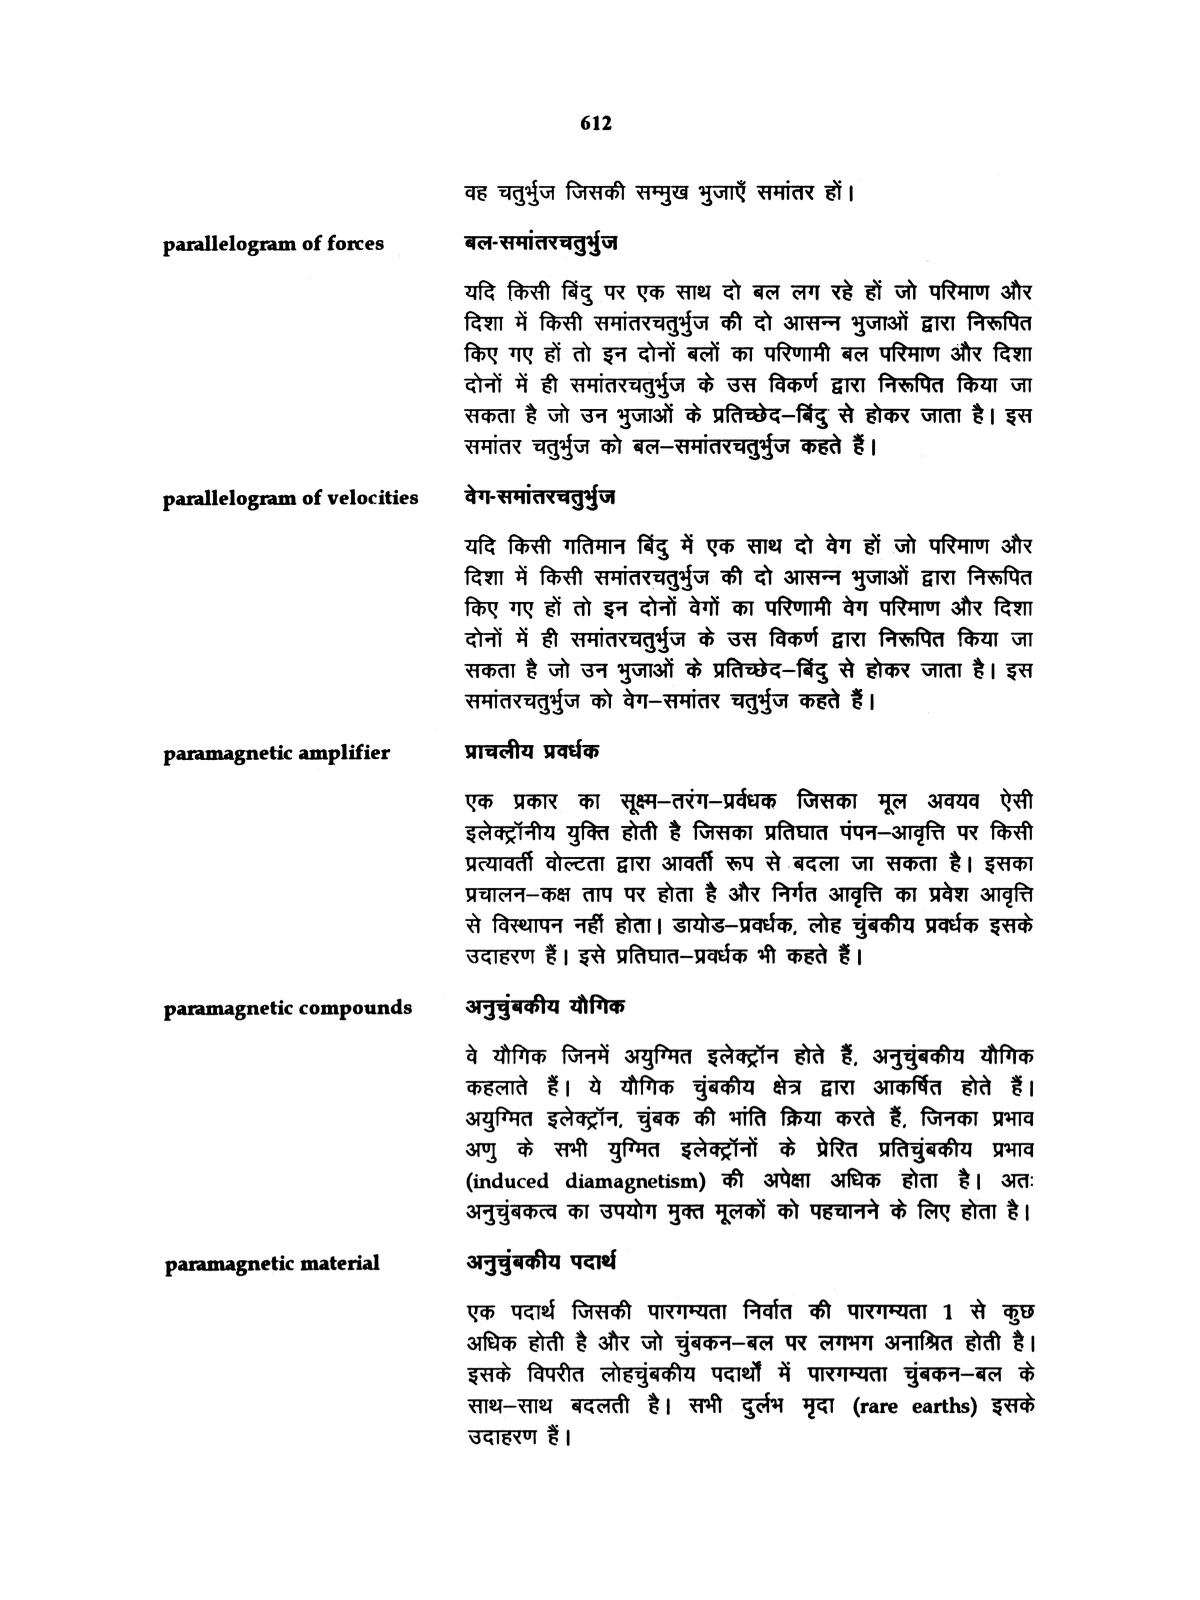 612
वह चतुर्भुज जिसकी सम्मुख भुजाएँ समांतर हों।
parallelogram of forces बल-समांतरचतुर्भुज
यदि किसी बिंदु पर एक साथ दो बल लग रहे हों जो परिमाण और
दिशा में किसी समांतरचतुर्भुज की दो आसन्न भुजाओं द्वारा निरूपित
किए गए हों तो इन दोनों बलों का परिणामी बल परिमाण और दिशा
दोनों में ही समांतरचतुर्भुज के उस विकर्ण द्वारा निरूपित किया जा
सकता है जो उन भुजाओं के प्रतिच्छेद–बिंदु से होकर जाता है। इस
समांतर चतुर्भुज को बल–समांतरचतुर्भुज कहते हैं।
parallelogram of velocities वेग-समांतरचतुर्भुज
यदि किसी गतिमान बिंदु में एक साथ दो वेग हों जो परिमाण और
दिशा में किसी समांतरचतुर्भुज की दो आसन्न भुजाओं द्वारा निरूपित
किए गए हों तो इन दोनों वेगों का परिणामी वेग परिमाण और दिशा
दोनों में ही समांतरचतुर्भुज के उस विकर्ण द्वारा निरूपित किया जा
सकता है जो उन भुजाओं के प्रतिच्छेद–बिंदु से होकर जाता है। इस
समांतरचतुर्भुज को वेग–समांतर चतुर्भुज कहते हैं।
paramagnetic amplifier प्राचलीय प्रवर्धक
एक प्रकार का सूक्ष्म–तरंग–प्रर्वधक जिसका मूल अवयव ऐसी
इलेक्ट्रॉनीय युक्ति होती है जिसका प्रतिघात पंपन–आवृत्ति पर किसी
प्रत्यावर्ती वोल्टता द्वारा आवर्ती रूप से बदला जा सकता है। इसका
प्रचालन–कक्ष ताप पर होता है और निर्गत आवृत्ति का प्रवेश आवृत्ति
से विस्थापन नहीं होता। डायोड–प्रवर्धक, लोह चुंबकीय प्रवर्धक इसके
उदाहरण हैं। इसे प्रतिघात–प्रवर्धक भी कहते हैं।
paramagnetic compounds अनुचुंबकीय यौगिक
वे यौगिक जिनमें अयुग्मित इलेक्ट्रॉन होते हैं, अनुचुंबकीय यौगिक
कहलाते हैं। ये यौगिक चुंबकीय क्षेत्र द्वारा आकर्षित होते हैं।
अयुग्मित इलेक्ट्रॉन, चुंबक की भांति क्रिया करते हैं, जिनका प्रभाव
अणु के सभी युग्मित इलेक्ट्रॉनों के प्रेरित प्रतिचुंबकीय प्रभाव
(induced diamagnetism) की अपेक्षा अधिक होता है। अतः
अनुचुंबकत्व का उपयोग मुक्त मूलकों को पहचानने के लिए होता है।
paramagnetic material अनुचुंबकीय पदार्थ
एक पदार्थ जिसकी पारगम्यता निर्वात की पारगम्यता 1 से कुछ
अधिक होती है और जो चुंबकन–बल पर लगभग अनाश्रित होती है।
इसके विपरीत लोहचुंबकीय पदार्थों में पारगम्यता चुंबकन–बल के
साथ–साथ बदलती है। सभी दुर्लभ मृदा (rare earths) इसके
उदाहरण हैं।